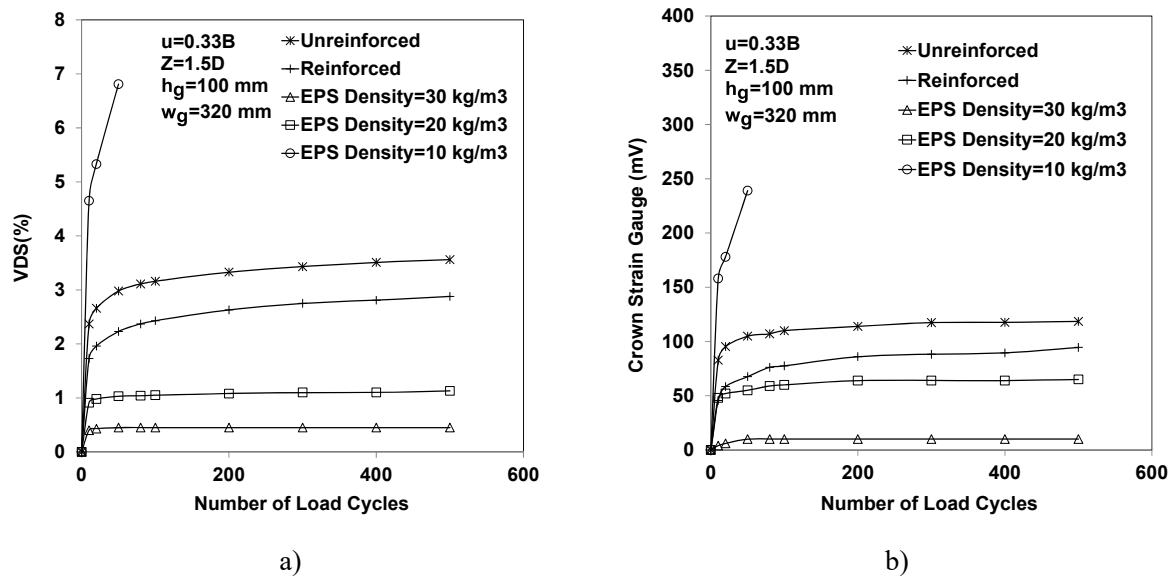 8
7
6
5
4
3
2
1
0
VDS(%)
u=0.33B
Z=1.5D
hg=100 mm
wg=320 mm
Unreinforced
Reinforced
EPS Density=30 kg/m3
EPS Density=20 kg/m3
EPS Density=10 kg/m3
0 200 400 600
Number of Load Cycles
a)
400
350
300
250
200
150
100
50
0
Crown Strain Gauge (mV)
u=0.33B
Z=1.5D
hg=100 mm
wg=320 mm
Unreinforced
Reinforced
EPS Density=30 kg/m3
EPS Density=20 kg/m3
EPS Density=10 kg/m3
0 200 400 600
Number of Load Cycles
b)